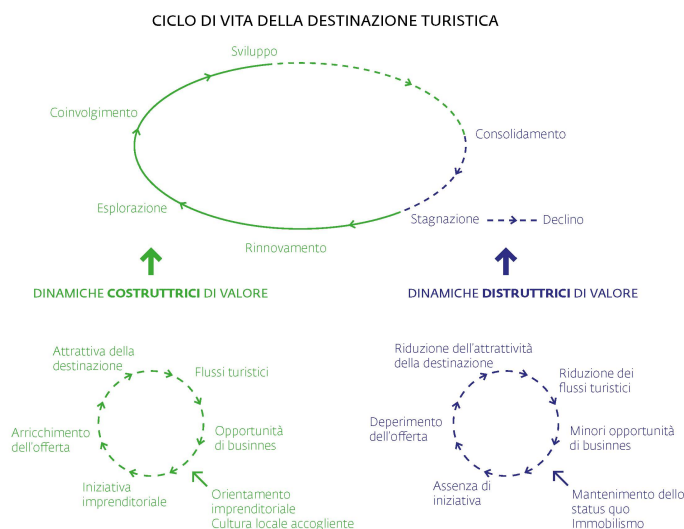 CICLO DI VITA DELLA DESTINAZIONE TURISTICA
Sviluppo
Coinvolgimento
Consolidamento
Esplorazione
Stagnazione
Declino
Rinnovamento
DINAMICHE COSTRUTTRICI DI VALORE
DINAMICHE DISTRUTTRICI DI VALORE
Attrattiva della
destinazione
Flussi turistici
Opportunità
di businnes
Orientamento
imprenditoriale
Cultura locale accogliente
Iniziativa
imprenditoriale
Arricchimento
dell'offerta
Riduzione dell'attrattività
della destinazione
Riduzione dei
flussi turistici
Minori opportunità
di businnes
Mantenimento dello
status quo
Immobilismo
Assenza di
iniziativa
Deperimento
dell'offerta